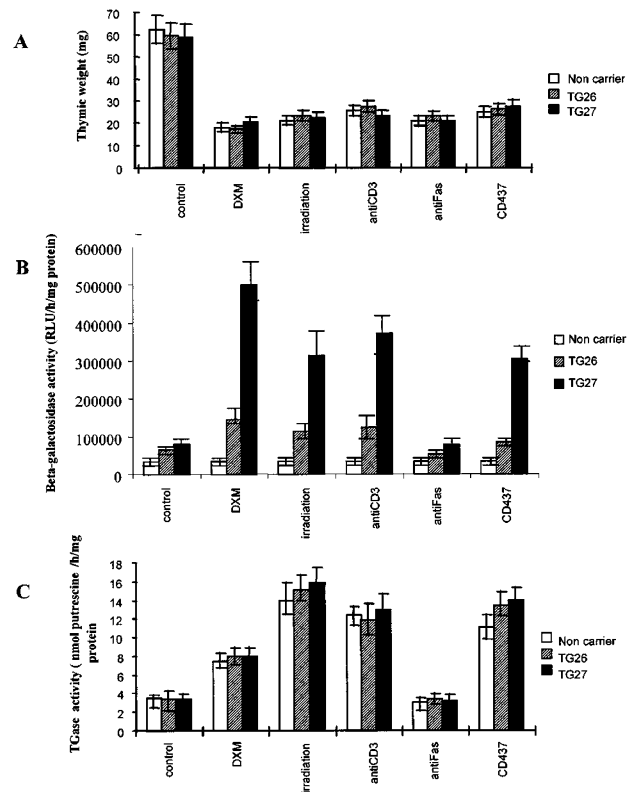 A
Thymic weight (mg)
70
60
50
40
30
20
10
0
control
DXM
irradiation
antiCD3
antiFas
CD437
Non carrier
TG26
TG27
B
Beta-galactosidase activity (RLU/h/mg protein)
600000
500000
400000
300000
200000
100000
0
control
DXM
irradiation
antiCD3
antiFas
CD437
Non carrier
TG26
TG27
C
TGase activity ( nmol putrescine /h/mg
protein
18
16
14
12
10
8
6
4
2
0
control
DXM
irradiation
antiCD3
antiFas
CD437
Non carrier
TG26
TG27